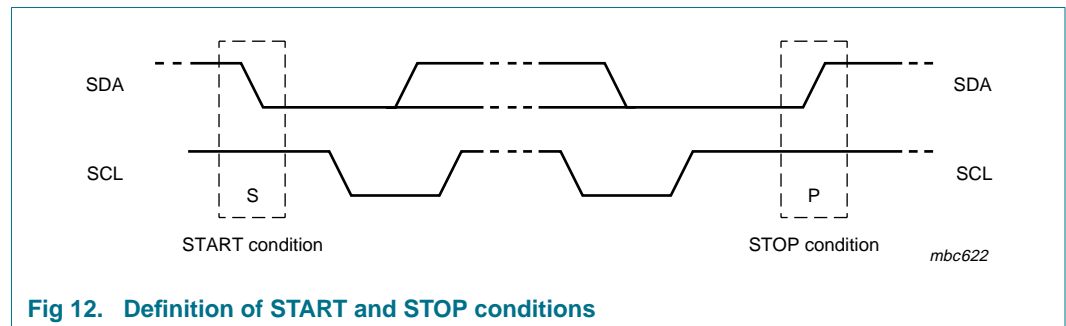 SDA
SDA
SCL
SCL
S
P
START condition
STOP condition
mbc622
Fig 12. Definition of START and STOP conditions